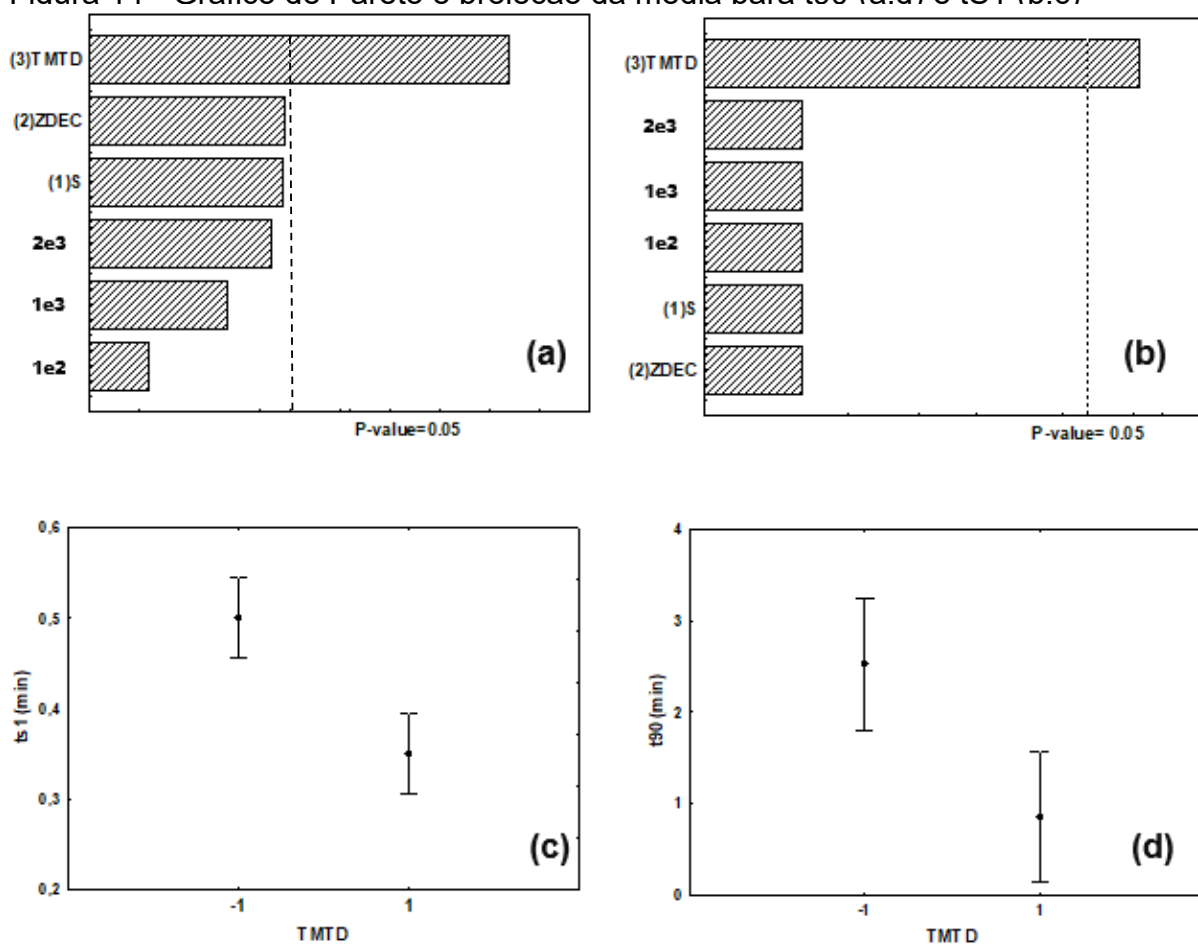 (3)TMTD
(2)ZDEC
(1)S
2e3
1e3
1e2
(a)
P-value=0.05
(3)TMTD
2e3
1e3
1e2
(1)S
(2)ZDEC
(b)
P-value= 0.05
0,6
0,5
0,4
0,3
0,2
ts1 (min)
-1
1
TMTD
(c)
4
3
2
1
0
t90 (min)
-1
1
TMTD
(d)